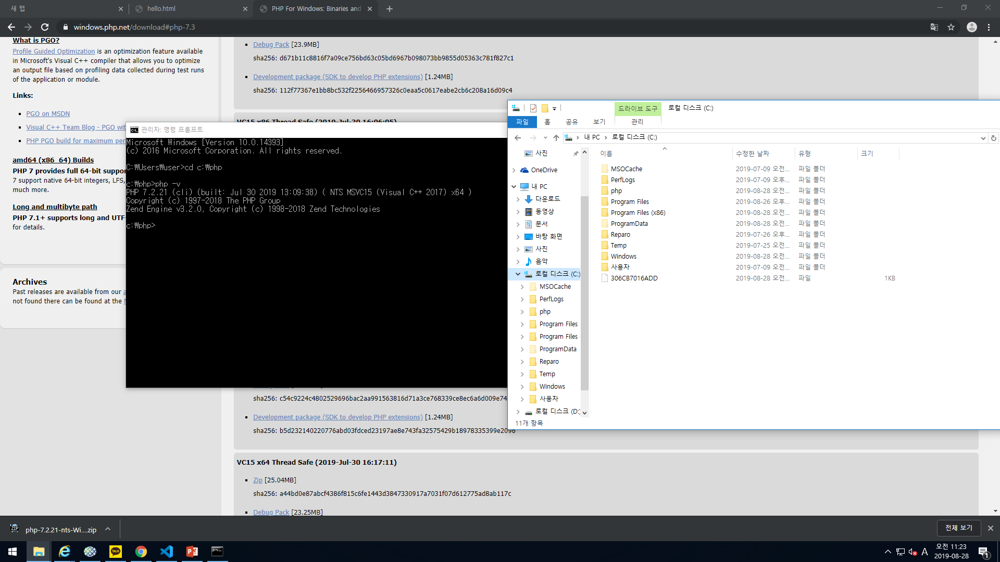 새 탭
hello.html
PHP For Windows: Binaries and
windows.php.net/download#php-7.3
What is PGO?
Profile Guided Optimization is an optimization feature available
in Microsoft's Visual C++ compiler that allows you to optimize
an output file based on profiling data collected during test runs
of the application or module.
Links:
PGO on MSDN
Visual C++ Team Blog - PGO wit
PHP PGO build for maximum per
amd64 (x86_64) Builds
PHP 7 provides full 64-bit suppor
7 support native 64-bit integers, LFS,
much more.
Long and multibyte path
PHP 7.1+ supports long and UTF-
for details.
Archives
Past releases are available from our a
not found there can be found at the
Debug Pack [23.9MB]
sha256: d671b11c8816f7a09ce756bd63c05bd6967b098073bb9855d05363c781f827c1
Development package (SDK to develop PHP extensions) [1.24MB]
sha256: 112f77367e1bb8bc532f2256466957326c0eaa5c0617eabe2cb6c208a16d09c4
VC15 x86 Thread Safe (2019-Jul-30 16:06:05)
관리자: 명령 프롬프트
Microsoft Windows [Version 10.0.14393]
(c) 2016 Microsoft Corporation. All rights reserved.
C:₩Users₩user>cd c:₩php
c:₩php>php -v
PHP 7.2.21 (cli) (built: Jul 30 2019 13:09:38) ( NTS MSVC15 (Visual C++ 2017) x64 )
Copyright (c) 1997-2018 The PHP Group
Zend Engine v3.2.0, Copyright (c) 1998-2018 Zend Technologies
c:₩php>
sha256: c54c9224c4802529696bac2aa991563816d71a3ce768339ce8ec6a6d009e74
Development package (SDK to develop PHP extensions) [1.24MB]
sha256: b5d232140220776abd03fdced23197ae8e743fa32575429b18978335399e2096
VC15 x64 Thread Safe (2019-Jul-30 16:17:11)
Zip [25.04MB]
sha256: a44bd0e87abcf4386f815c6fe1443d3847330917a7031f07d612775ad8ab117c
Debug Pack [23.25MB]
드라이브 도구
로컬 디스크 (C:)
파일
홈
공유
보기
관리
내 PC
로컬 디스크 (C:)
사진
OneDrive
내 PC
다운로드
동영상
문서
바탕 화면
사진
음악
로컬 디스크 (C:)
MSOCache
PerfLogs
php
Program Files
Program Files
ProgramData
Reparo
Temp
Windows
사용자
로컬 디스크 (D:)
이름 수정한 날짜 유형 크기
MSOCache 2019-07-09 오전... 파일 폴더
PerfLogs 2019-07-09 오후... 파일 폴더
php 2019-08-28 오전... 파일 폴더
Program Files 2019-08-26 오후... 파일 폴더
Program Files (x86) 2019-08-28 오전... 파일 폴더
ProgramData 2019-08-28 오전... 파일 폴더
Reparo 2019-07-26 오후... 파일 폴더
Temp 2019-07-25 오전... 파일 폴더
Windows 2019-08-28 오전... 파일 폴더
사용자 2019-07-09 오전... 파일 폴더
306CB7016ADD 2019-08-28 오전... 파일 1KB
11개 항목
ZIP
php-7.2.21-nts-Wi....zip
전체 보기
TALK
A
오전 11:23
2019-08-28
1